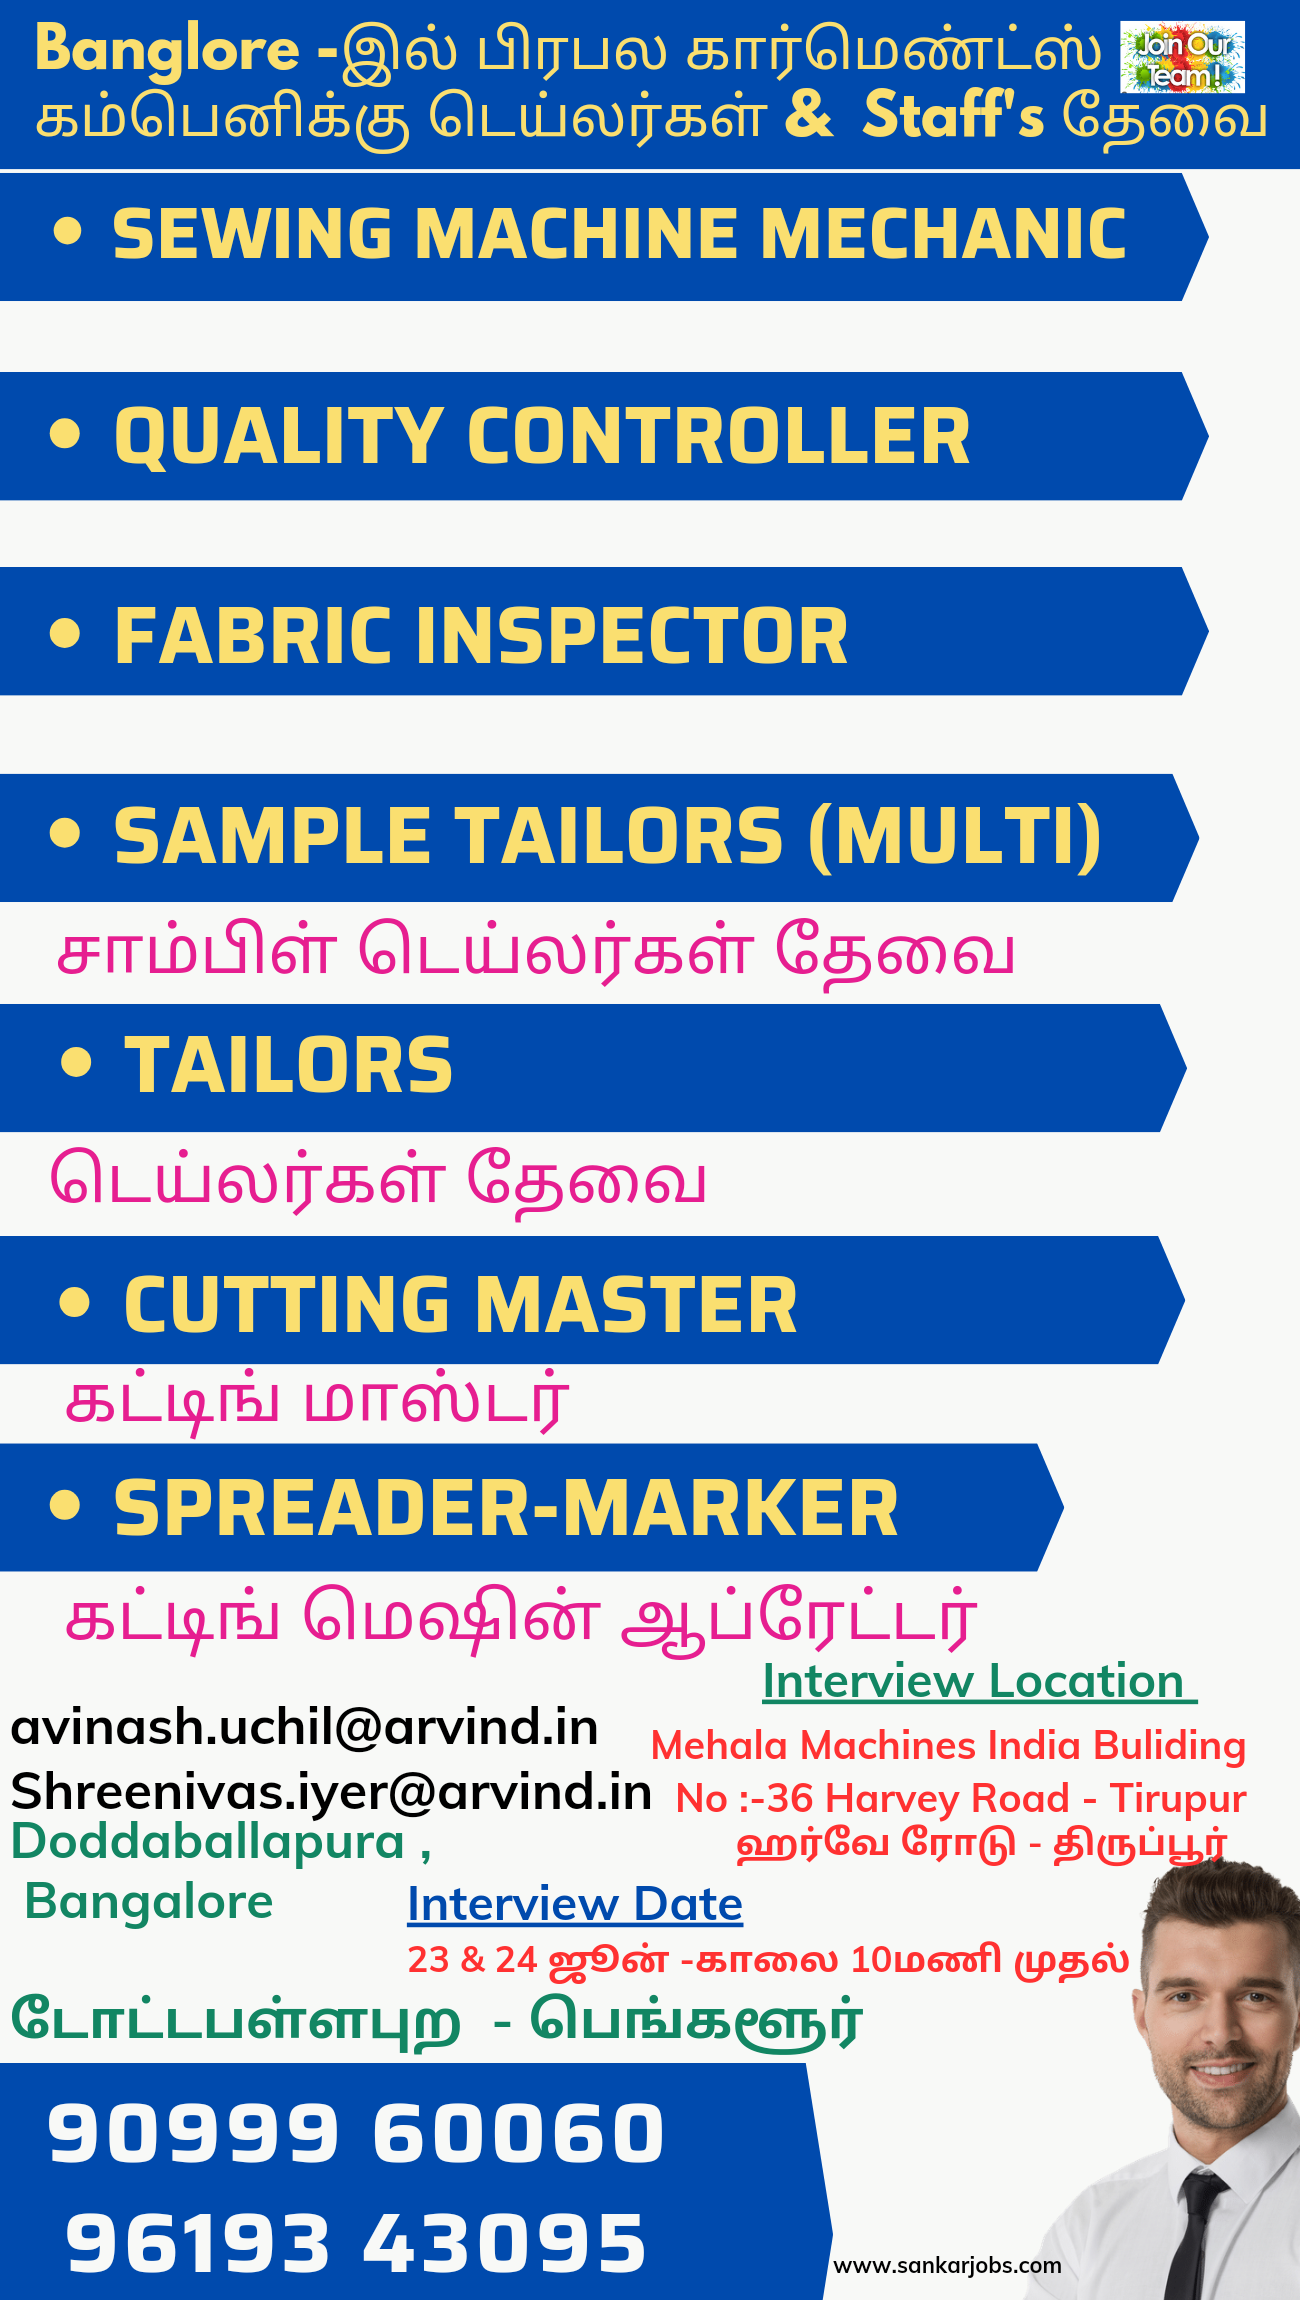 Banglore -இல் பிரபல கார்மெண்ட்ஸ்
Join Our
Team!
கம்பெனிக்கு டெய்லர்கள் & Staff's தேவை
• SEWING MACHINE MECHANIC
• QUALITY CONTROLLER
• FABRIC INSPECTOR
• SAMPLE TAILORS (MULTI)
சாம்பிள் டெய்லர்கள் தேவை
• TAILORS
டெய்லர்கள் தேவை
• CUTTING MASTER
கட்டிங் மாஸ்டர்
• SPREADER-MARKER
கட்டிங் மெஷின் ஆப்ரேட்டர்
Interview Location
Mehala Machines India Buliding
No :-36 Harvey Road - Tirupur
ஹர்வே ரோடு - திருப்பூர்
avinash.uchil@arvind.in
Shreenivas.iyer@arvind.in
Doddaballapura ,
Bangalore
Interview Date
23 & 24 ஜூன் -காலை 10மணி முதல்
டோட்டபள்ளபுற - பெங்களூர்
90999 60060
96193 43095
www.sankarjobs.com